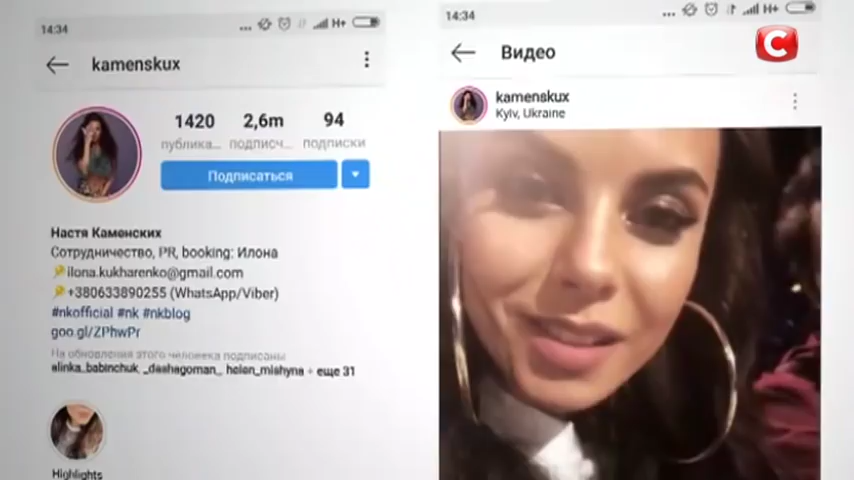 14:34
H+
kamenskux
1420 2,6m 94
публика... подписч... подписки
Подписаться
Настя Каменских
Сотрудничество, PR, booking: Илона
ilona.kukharenko@gmail.com
+380633890255 (WhatsApp/Viber)
#nkofficial #nk #nkblog
goo.gl/ZPhwPr
На обновления этого человека подписаны
alinka_babinchuk, _dashagoman_, helen_mishyna + еще 31
Highlights
14:34
H+
Видео
kamenskux
Kyiv, Ukraine
C